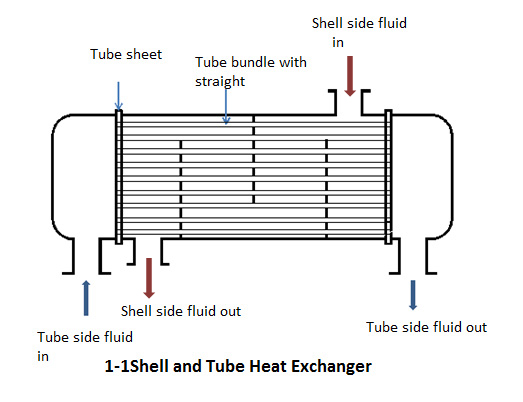 Shell side fluid
in
Tube sheet
Tube bundle with
straight
Shell side fluid out
Tube side fluid
in
Tube side fluid out
1-1Shell and Tube Heat Exchanger